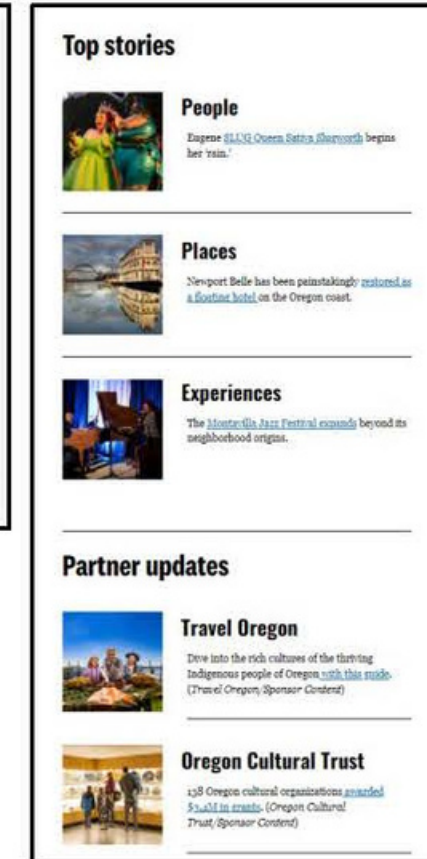 Top stories
People
Eugene SLUG Queen Sativa Slurworth begins
her 'rain.'
Places
Newport Belle has been painstakingly restored as
a floating hotel on the Oregon coast.
Experiences
The Montavilla Jazz Festival expands beyond its
neighborhood origins.
Partner updates
Travel Oregon
Dive into the rich cultures of the thriving
Indigenous people of Oregon with this guide.
(Travel Oregon/Sponsor Content)
Oregon Cultural Trust
138 Oregon cultural organizations awarded
in grants. (Oregon Cultural
Trust/Sponsor Content)